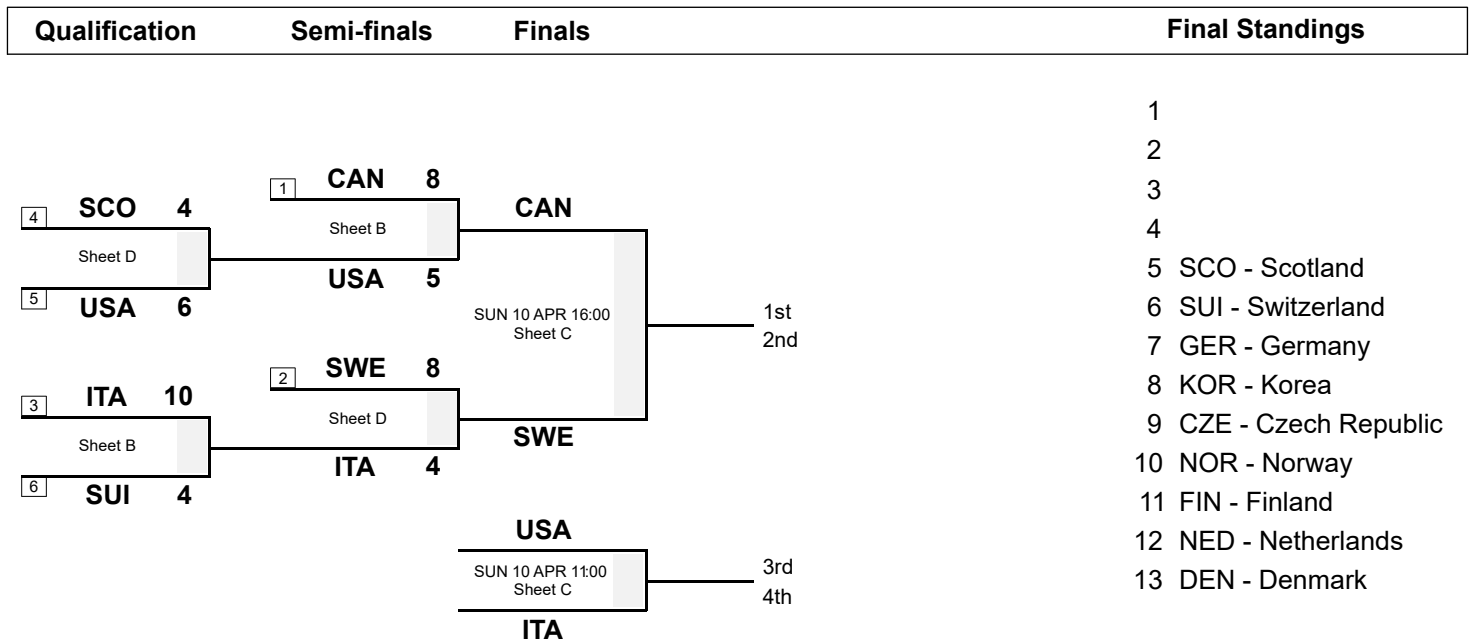 Qualification Semi-finals Finals Final Standings
1
2
3
4
5 SCO - Scotland
6 SUI - Switzerland
7 GER - Germany
8 KOR - Korea
9 CZE - Czech Republic
10 NOR - Norway
11 FIN - Finland
12 NED - Netherlands
13 DEN - Denmark
4 SCO 4
Sheet D
5 USA 6
3 ITA 10
Sheet B
6 SUI 4
1 CAN 8
Sheet B
USA 5
2 SWE 8
Sheet D
ITA 4
CAN
SUN 10 APR 16:00
Sheet C
SWE
1st
2nd
USA
SUN 10 APR 11:00
Sheet C
ITA
3rd
4th